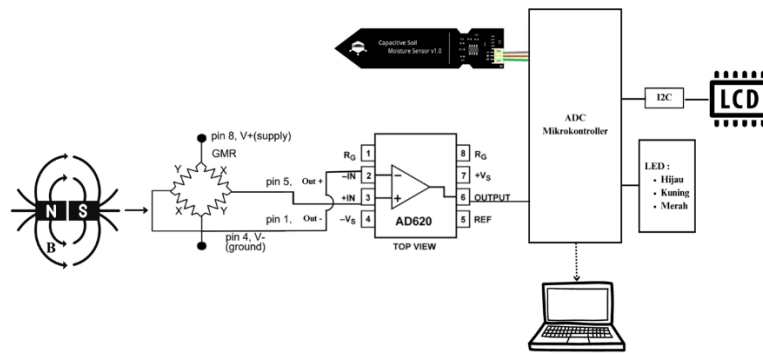 Capacitive Soil
Moisture Sensor v1.0
ADC
Mikrokontroller
I2C
LCD
LED :
• Hijau
• Kuning
• Merah
pin 8, V+(supply)
GMR
Y
X
X
Y
pin 5, Out +
pin 1, Out -
pin 4, V-
(ground)
N S
B
RG 1
–IN 2
+IN 3
–VS 4
8 RG
7 +VS
6 OUTPUT
5 REF
–
+
AD620
TOP VIEW